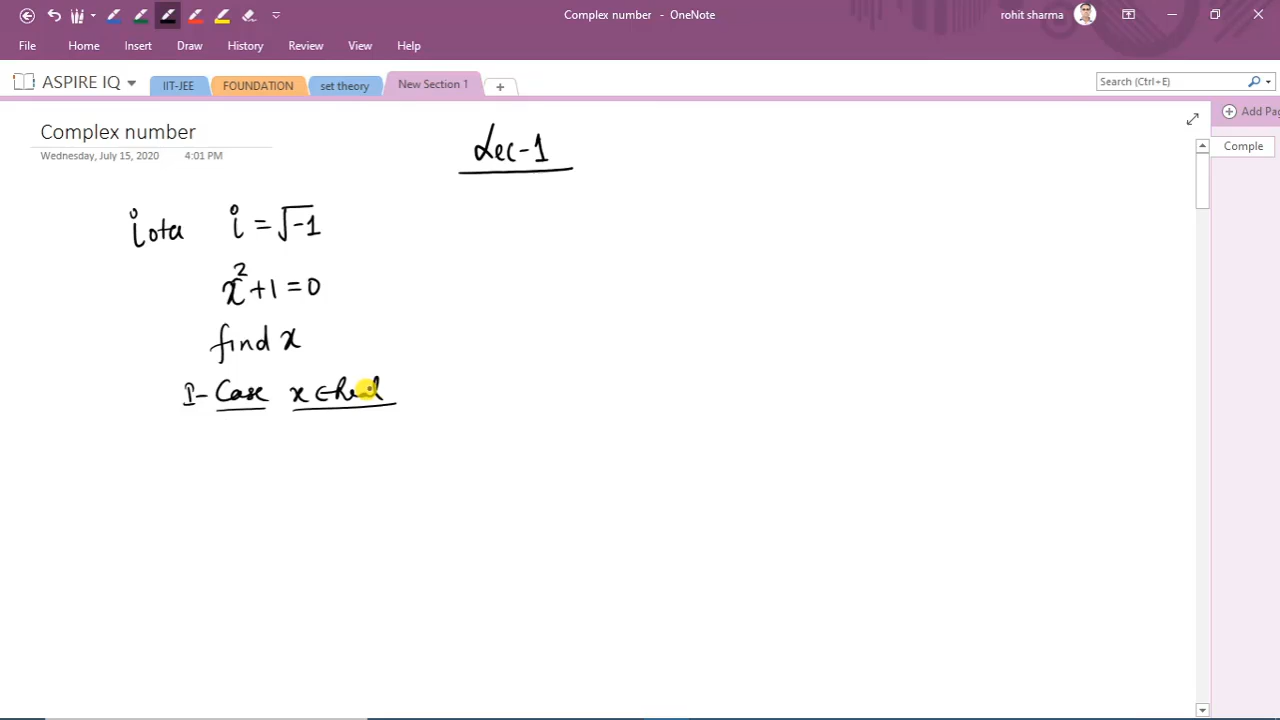 Complex number - OneNote
rohit sharma
File Home Insert Draw History Review View Help
ASPIRE IQ IIT-JEE FOUNDATION set theory New Section 1 +
Search (Ctrl+E)
Add Pag
Comple
Complex number
Wednesday, July 15, 2020 4:01 PM
Lec-1
iota i = √-1
x² + 1 = 0
find x
I- Case x ∈ Real